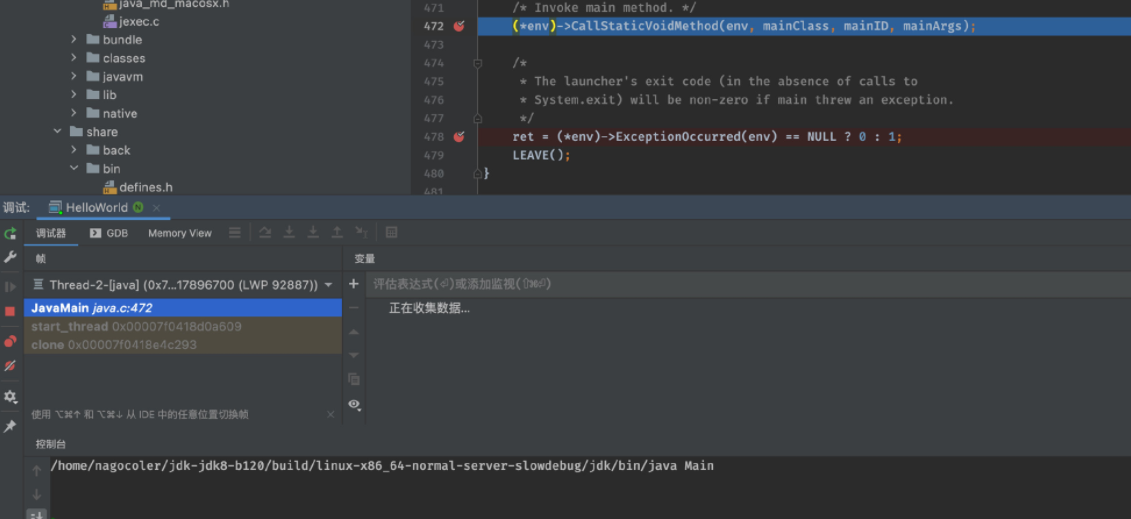 java_md_macosx.h
jexec.c
bundle
classes
javavm
lib
native
share
back
bin
defines.h
471 /* Invoke main method. */
472 (*env)->CallStaticVoidMethod(env, mainClass, mainID, mainArgs);
473
474 /*
475 * The launcher's exit code (in the absence of calls to
476 * System.exit) will be non-zero if main threw an exception.
477 */
478 ret = (*env)->ExceptionOccurred(env) == NULL ? 0 : 1;
479 LEAVE();
480 }
481
调试: HelloWorld N
调试器 GDB Memory View
帧
变量
Thread-2-[java] (0x7...17896700 (LWP 92887))
评估表达式(⏎)或添加监视(⇧⌘⏎)
JavaMain java.c:472
正在收集数据...
start_thread 0x00007f0418d0a609
clone 0x00007f0418e4c293
使用 ⌥⌘↑ 和 ⌥⌘↓ 从 IDE 中的任意位置切换帧
控制台
/home/nagocoler/jdk-jdk8-b120/build/linux-x86_64-normal-server-slowdebug/jdk/bin/java Main